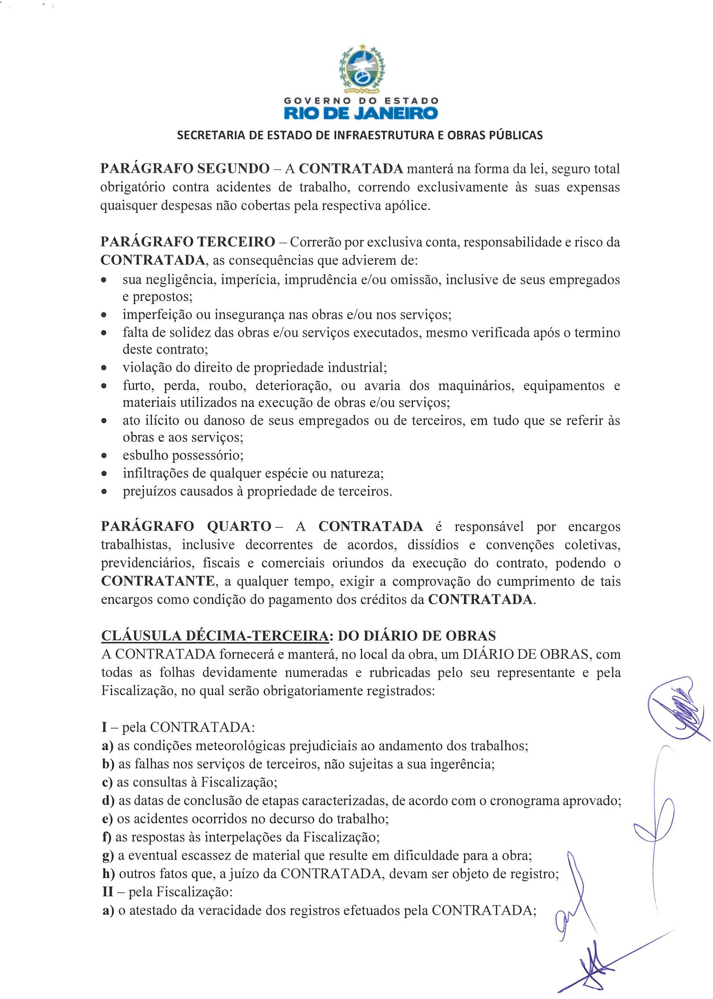 GOVERNO DO ESTADO
RIO DE JANEIRO
SECRETARIA DE ESTADO DE INFRAESTRUTURA E OBRAS PÚBLICAS
PARÁGRAFO SEGUNDO – A CONTRATADA manterá na forma da lei, seguro total
obrigatório contra acidentes de trabalho, correndo exclusivamente às suas expensas
quaisquer despesas não cobertas pela respectiva apólice.
PARÁGRAFO TERCEIRO – Correrão por exclusiva conta, responsabilidade e risco da
CONTRATADA, as consequências que advierem de:
• sua negligência, imperícia, imprudência e/ou omissão, inclusive de seus empregados
e prepostos;
• imperfeição ou insegurança nas obras e/ou nos serviços;
• falta de solidez das obras e/ou serviços executados, mesmo verificada após o termino
deste contrato;
• violação do direito de propriedade industrial;
• furto, perda, roubo, deterioração, ou avaria dos maquinários, equipamentos e
materiais utilizados na execução de obras e/ou serviços;
• ato ilícito ou danoso de seus empregados ou de terceiros, em tudo que se referir às
obras e aos serviços;
• esbulho possessório;
• infiltrações de qualquer espécie ou natureza;
• prejuízos causados à propriedade de terceiros.
PARÁGRAFO QUARTO – A CONTRATADA é responsável por encargos
trabalhistas, inclusive decorrentes de acordos, dissídios e convenções coletivas,
previdenciários, fiscais e comerciais oriundos da execução do contrato, podendo o
CONTRATANTE, a qualquer tempo, exigir a comprovação do cumprimento de tais
encargos como condição do pagamento dos créditos da CONTRATADA.
CLÁUSULA DÉCIMA-TERCEIRA: DO DIÁRIO DE OBRAS
A CONTRATADA fornecerá e manterá, no local da obra, um DIÁRIO DE OBRAS, com
todas as folhas devidamente numeradas e rubricadas pelo seu representante e pela
Fiscalização, no qual serão obrigatoriamente registrados:
I – pela CONTRATADA:
a) as condições meteorológicas prejudiciais ao andamento dos trabalhos;
b) as falhas nos serviços de terceiros, não sujeitas a sua ingerência;
c) as consultas à Fiscalização;
d) as datas de conclusão de etapas caracterizadas, de acordo com o cronograma aprovado;
e) os acidentes ocorridos no decurso do trabalho;
f) as respostas às interpelações da Fiscalização;
g) a eventual escassez de material que resulte em dificuldade para a obra;
h) outros fatos que, a juízo da CONTRATADA, devam ser objeto de registro;
II – pela Fiscalização:
a) o atestado da veracidade dos registros efetuados pela CONTRATADA;